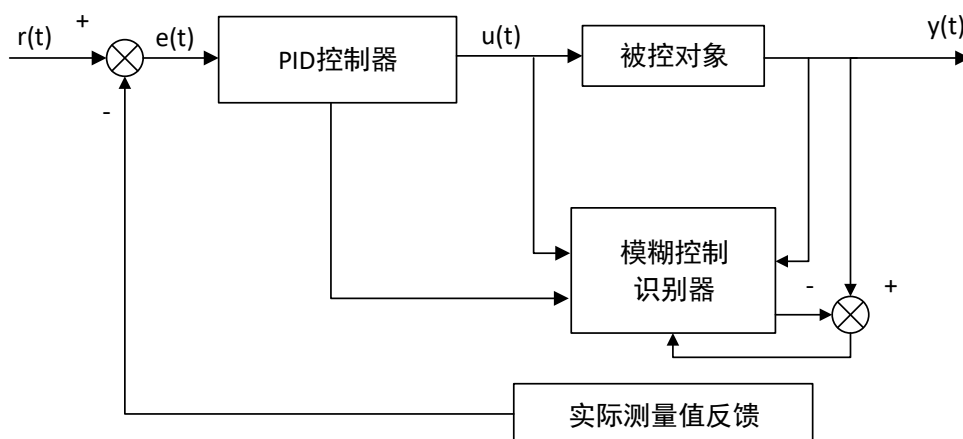 r(t)
+
-
e(t)
PID控制器
u(t)
被控对象
y(t)
模糊控制
识别器
-
+
实际测量值反馈